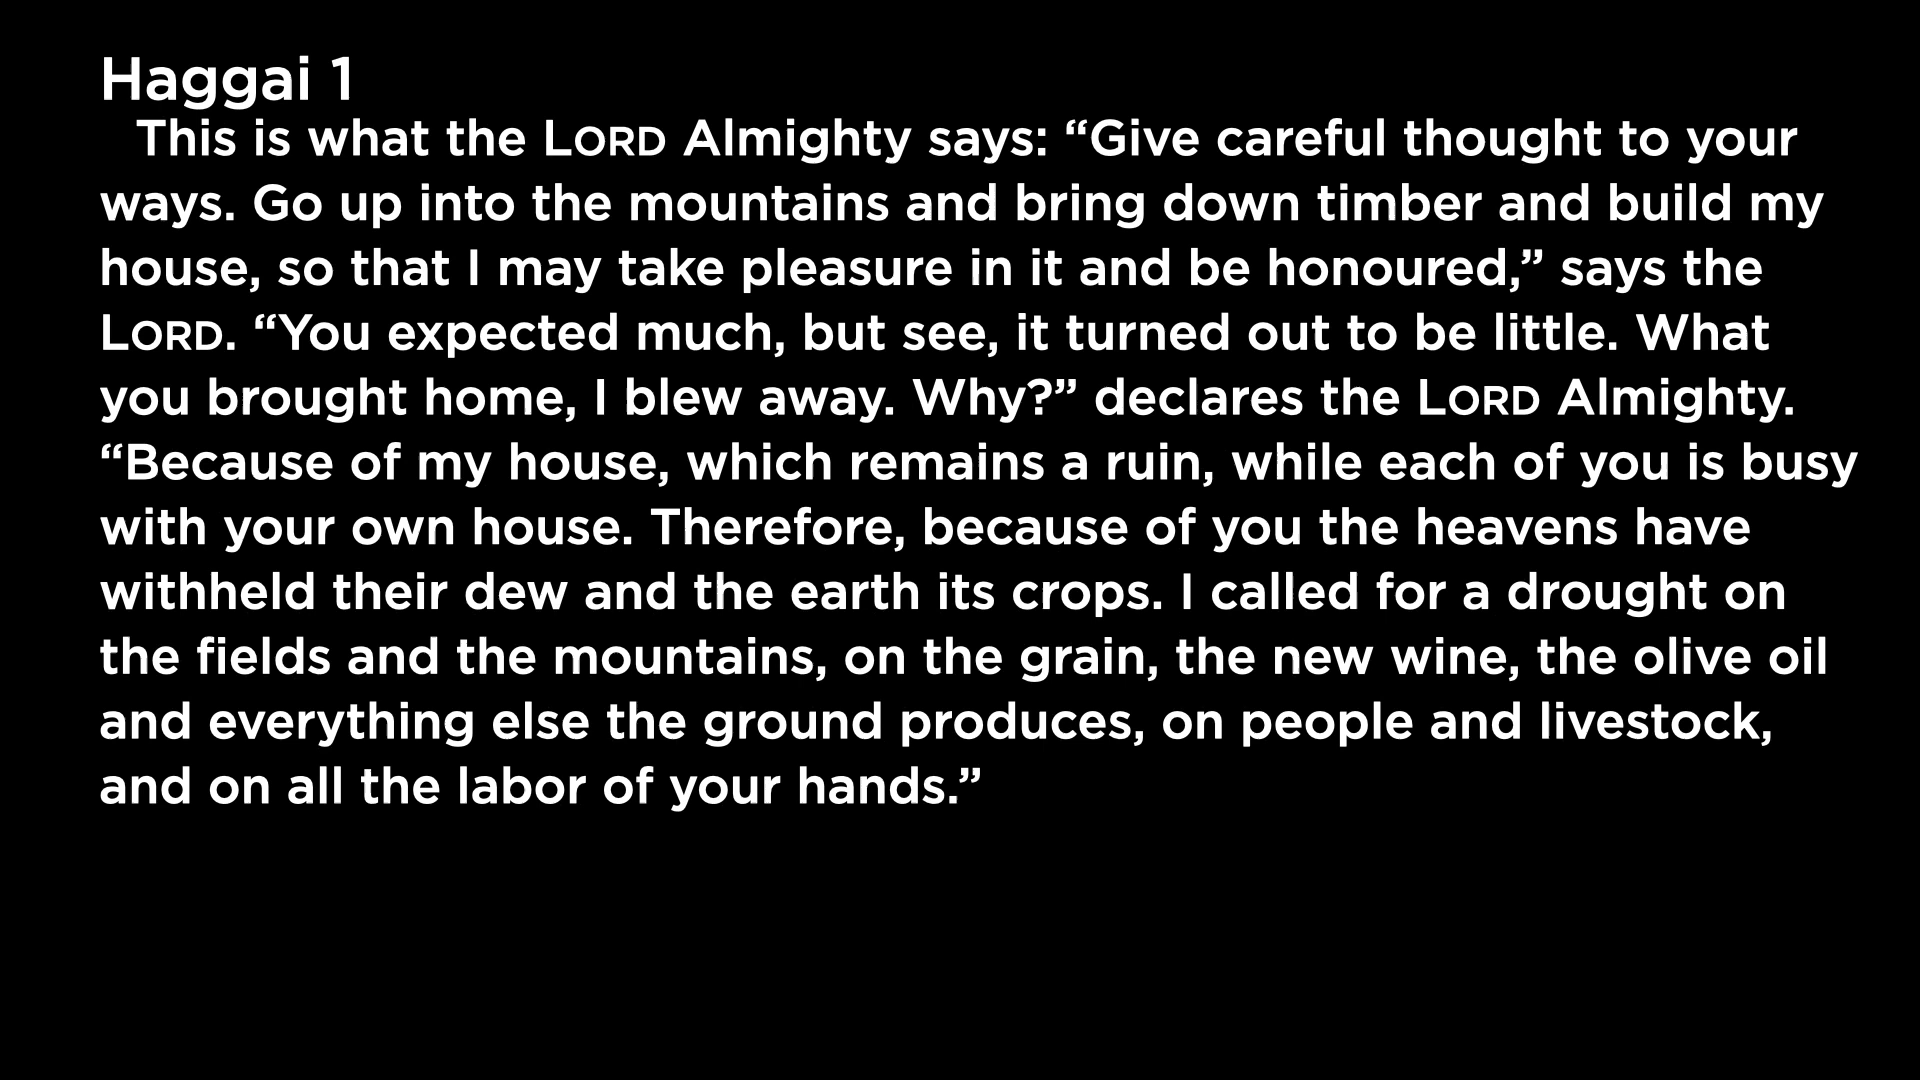 Haggai 1
This is what the LORD Almighty says: “Give careful thought to your
ways. Go up into the mountains and bring down timber and build my
house, so that I may take pleasure in it and be honoured,” says the
LORD. “You expected much, but see, it turned out to be little. What
you brought home, I blew away. Why?” declares the LORD Almighty.
“Because of my house, which remains a ruin, while each of you is busy
with your own house. Therefore, because of you the heavens have
withheld their dew and the earth its crops. I called for a drought on
the fields and the mountains, on the grain, the new wine, the olive oil
and everything else the ground produces, on people and livestock,
and on all the labor of your hands.”